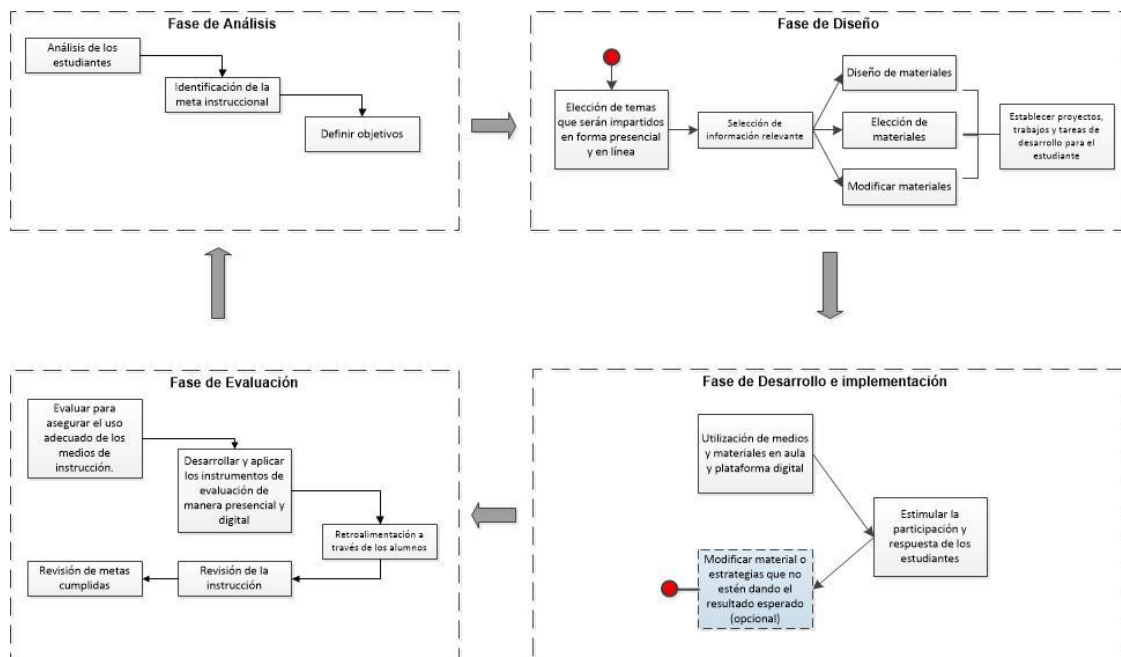 Fase de Análisis
Análisis de los
estudiantes
Identificación de la
meta instruccional
Definir objetivos
Fase de Diseño
Elección de temas
que serán impartidos
en forma presencial
y en línea
Selección de
información relevante
Diseño de materiales
Elección de
materiales
Modificar materiales
Establecer proyectos,
trabajos y tareas de
desarrollo para el
estudiante
Fase de Desarrollo e implementación
Utilización de medios
y materiales en aula
y plataforma digital
Estimular la
participación y
respuesta de los
estudiantes
Modificar material o
estrategias que no
estén dando el
resultado esperado
(opcional)
Fase de Evaluación
Evaluar para
asegurar el uso
adecuado de los
medios de
instrucción.
Desarrollar y aplicar
los instrumentos de
evaluación de
manera presencial y
digital
Retroalimentación a
través de los alumnos
Revisión de la
instrucción
Revisión de metas
cumplidas